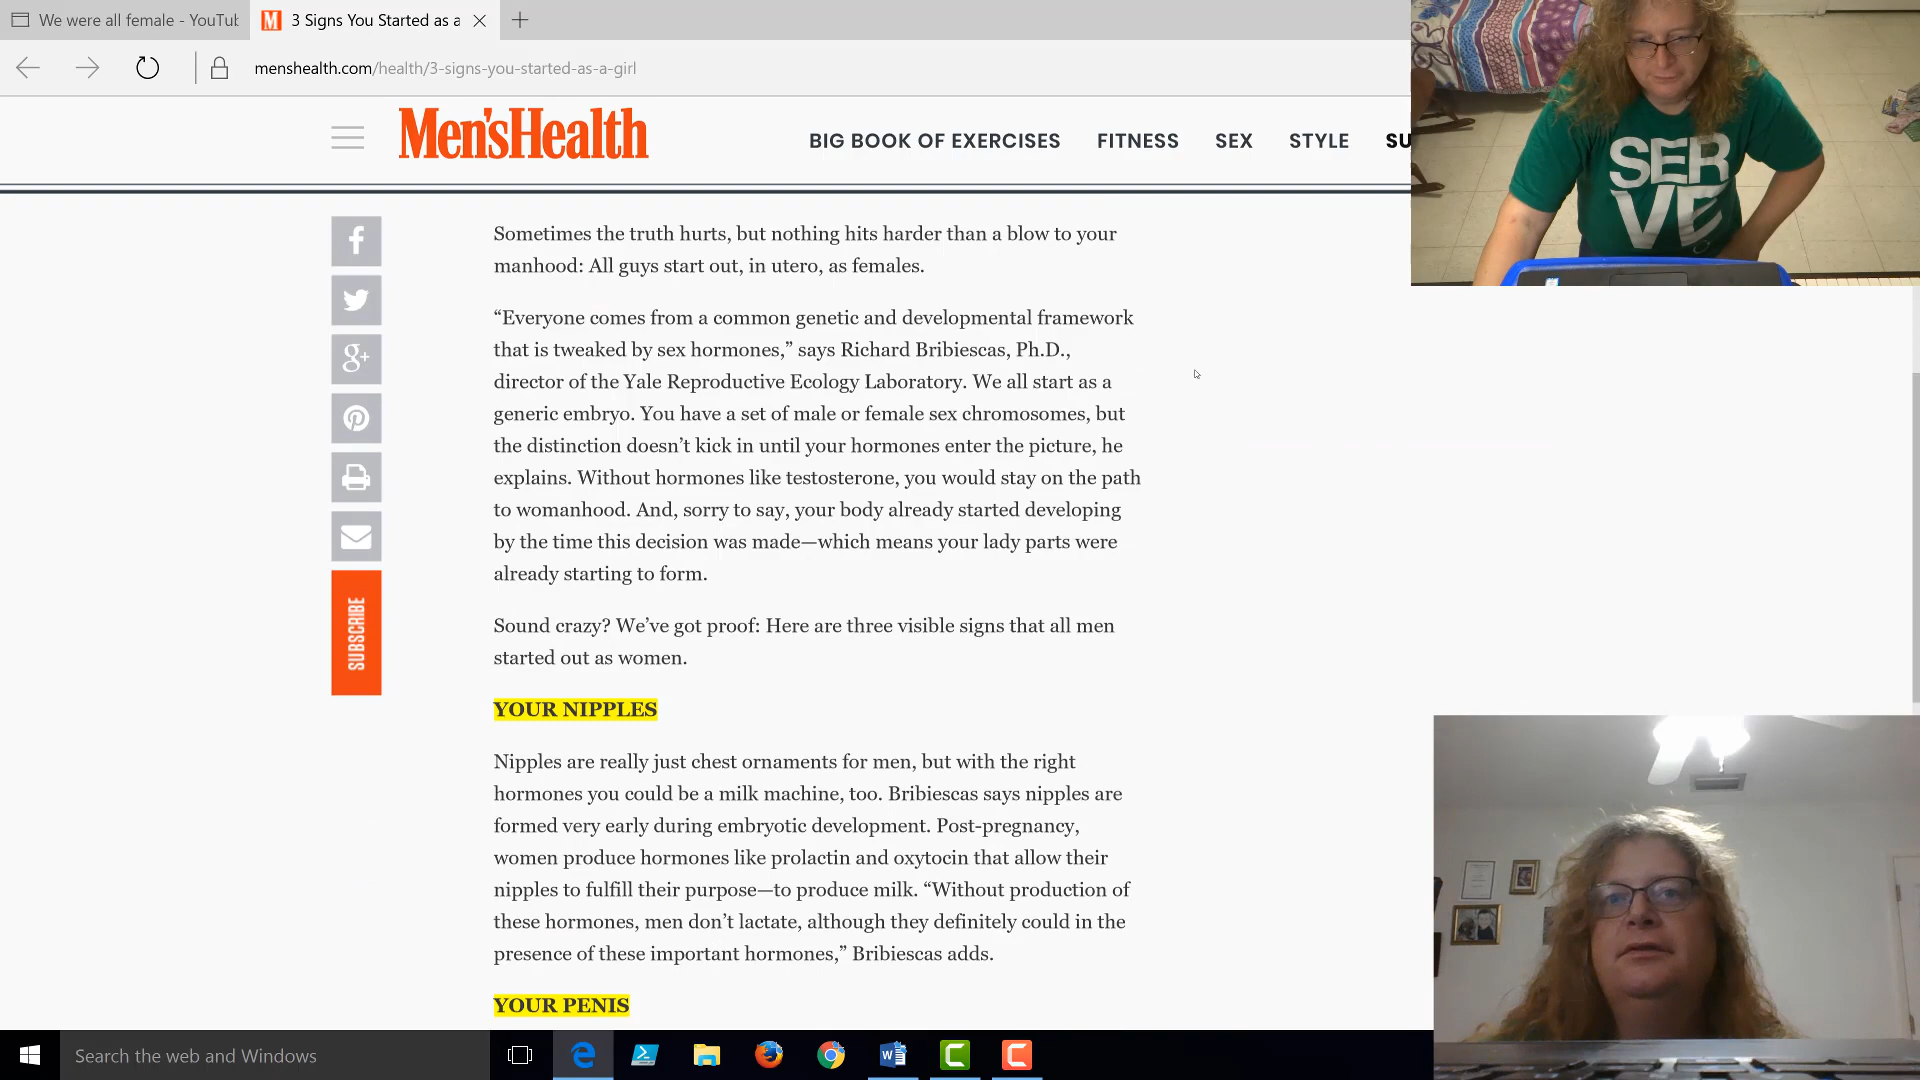 We were all female - YouTub
3 Signs You Started as a
menshealth.com/health/3-signs-you-started-as-a-girl
Men'sHealth
BIG BOOK OF EXERCISES FITNESS SEX STYLE SU
SER
VE
Sometimes the truth hurts, but nothing hits harder than a blow to your
manhood: All guys start out, in utero, as females.
“Everyone comes from a common genetic and developmental framework
that is tweaked by sex hormones,” says Richard Bribiescas, Ph.D.,
director of the Yale Reproductive Ecology Laboratory. We all start as a
generic embryo. You have a set of male or female sex chromosomes, but
the distinction doesn’t kick in until your hormones enter the picture, he
explains. Without hormones like testosterone, you would stay on the path
to womanhood. And, sorry to say, your body already started developing
by the time this decision was made—which means your lady parts were
already starting to form.
SUBSCRIBE
Sound crazy? We’ve got proof: Here are three visible signs that all men
started out as women.
YOUR NIPPLES
Nipples are really just chest ornaments for men, but with the right
hormones you could be a milk machine, too. Bribiescas says nipples are
formed very early during embryotic development. Post-pregnancy,
women produce hormones like prolactin and oxytocin that allow their
nipples to fulfill their purpose—to produce milk. “Without production of
these hormones, men don’t lactate, although they definitely could in the
presence of these important hormones,” Bribiescas adds.
YOUR PENIS
Search the web and Windows